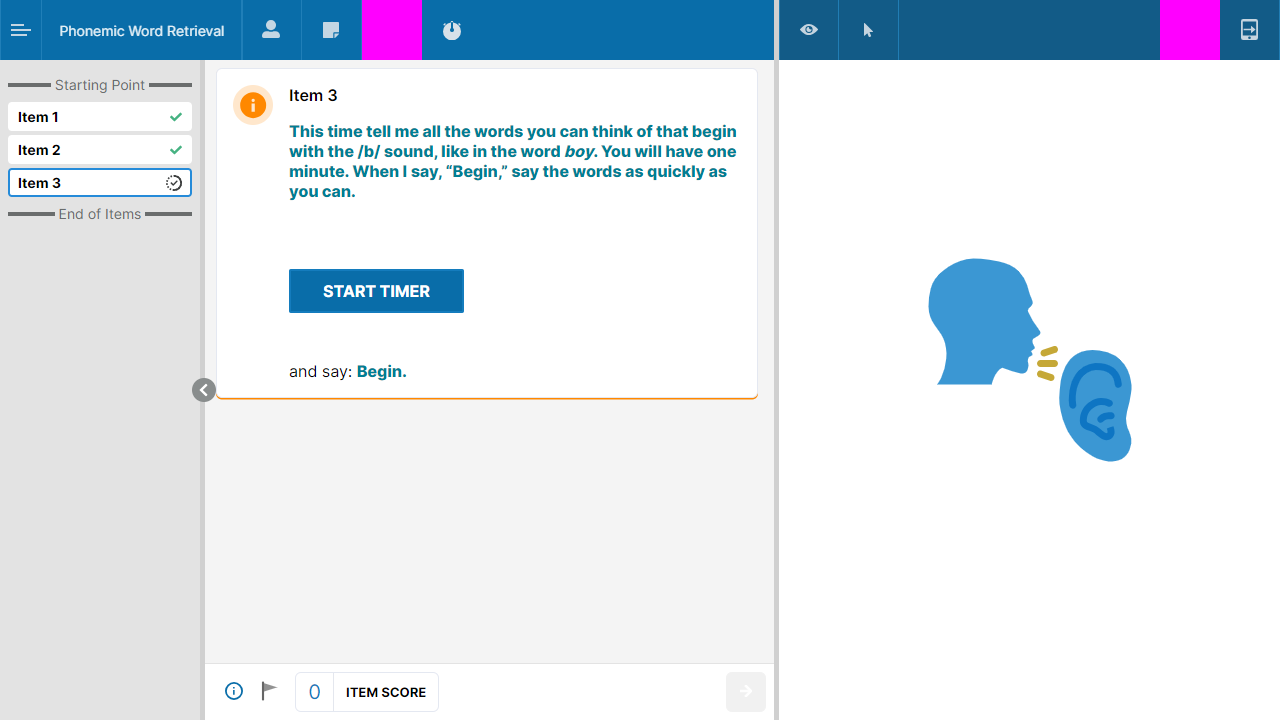 Phonemic Word Retrieval
Starting Point
Item 1
Item 2
Item 3
End of Items
Item 3
This time tell me all the words you can think of that begin
with the /b/ sound, like in the word boy. You will have one
minute. When I say, “Begin,” say the words as quickly as
you can.
START TIMER
and say: Begin.
0 ITEM SCORE